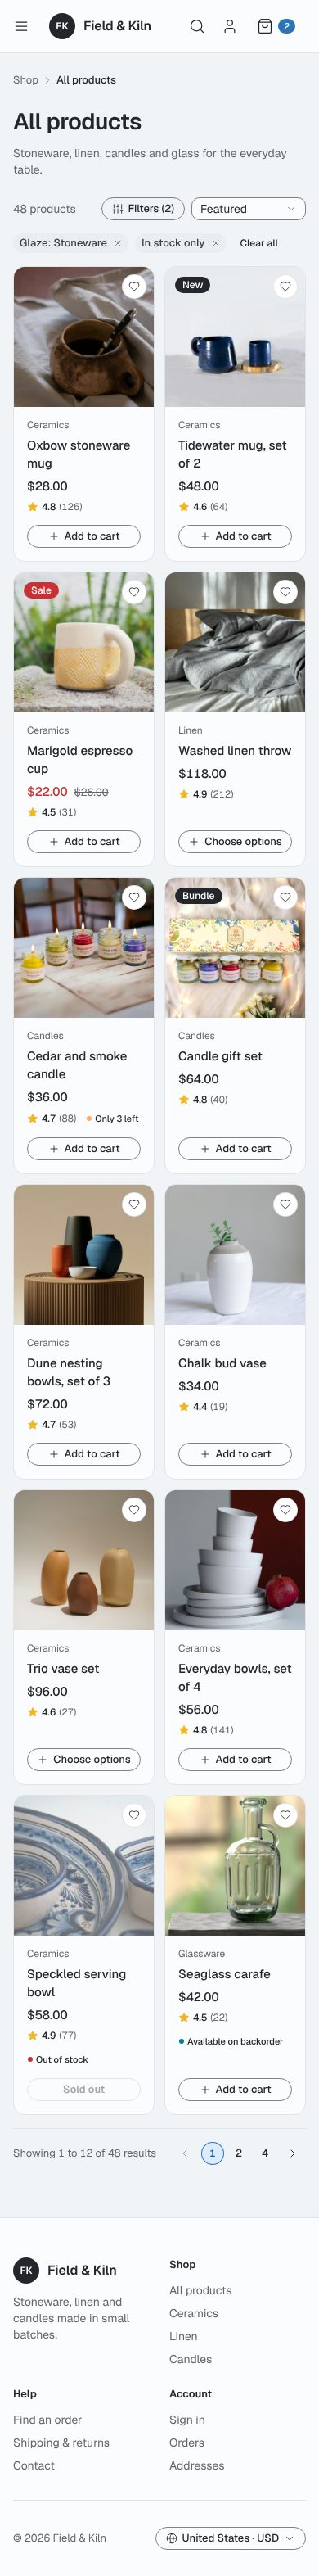 FK Field & Kiln 2
Shop > All products
All products
Stoneware, linen, candles and glass for the everyday
table.
48 products Filters (2) Featured
Glaze: Stoneware × In stock only × Clear all
New
Ceramics
Oxbow stoneware
mug
$28.00
4.8 (126)
+ Add to cart
Ceramics
Tidewater mug, set
of 2
$48.00
4.6 (64)
+ Add to cart
Sale
Ceramics
Marigold espresso
cup
$22.00 $26.00
4.5 (31)
+ Add to cart
Linen
Washed linen throw
$118.00
4.9 (212)
+ Choose options
Candles
Cedar and smoke
candle
$36.00
4.7 (88) Only 3 left
+ Add to cart
Bundle
Candles
Candle gift set
$64.00
4.8 (40)
+ Add to cart
Ceramics
Dune nesting
bowls, set of 3
$72.00
4.7 (53)
+ Add to cart
Ceramics
Chalk bud vase
$34.00
4.4 (19)
+ Add to cart
Ceramics
Trio vase set
$96.00
4.6 (27)
+ Choose options
Ceramics
Everyday bowls, set
of 4
$56.00
4.8 (141)
+ Add to cart
Ceramics
Speckled serving
bowl
$58.00
4.9 (77)
Out of stock
Sold out
Glassware
Seaglass carafe
$42.00
4.5 (22)
Available on backorder
+ Add to cart
Showing 1 to 12 of 48 results < 1 2 4 >
FK Field & Kiln
Stoneware, linen and
candles made in small
batches.
Shop
All products
Ceramics
Linen
Candles
Help
Find an order
Shipping & returns
Contact
Account
Sign in
Orders
Addresses
© 2026 Field & Kiln United States · USD